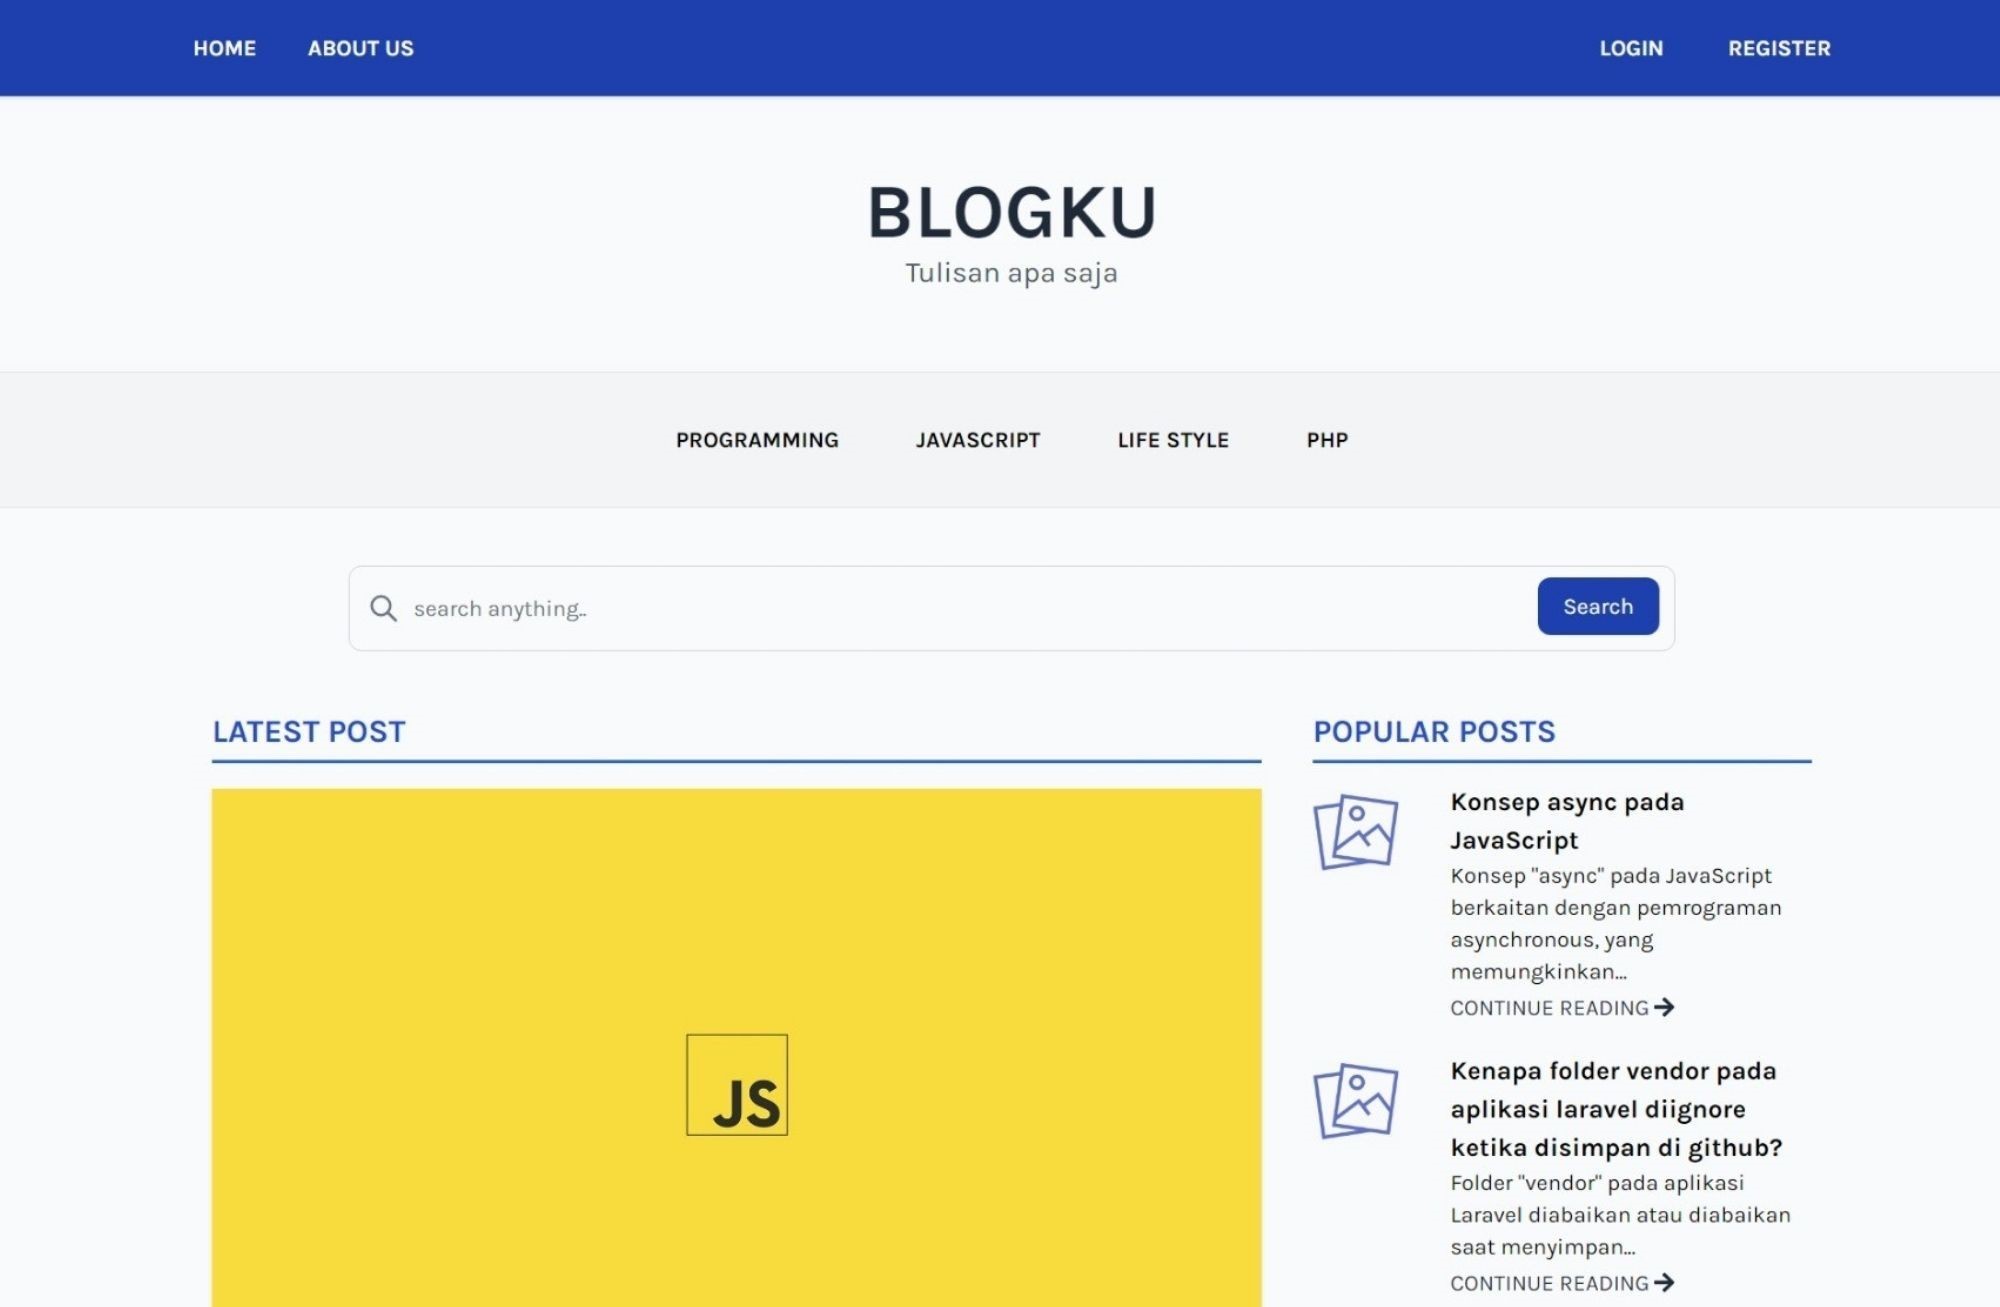 HOME ABOUT US LOGIN REGISTER
BLOGKU
Tulisan apa saja
PROGRAMMING JAVASCRIPT LIFE STYLE PHP
search anything..
Search
LATEST POST
JS
POPULAR POSTS
Konsep async pada
JavaScript
Konsep "async" pada JavaScript
berkaitan dengan pemrograman
asynchronous, yang
memungkinkan...
CONTINUE READING
Kenapa folder vendor pada
aplikasi laravel diignore
ketika disimpan di github?
Folder "vendor" pada aplikasi
Laravel diabaikan atau diabaikan
saat menyimpan...
CONTINUE READING